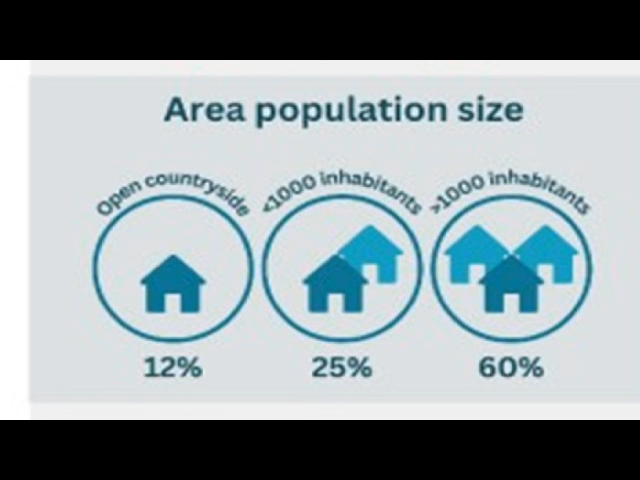 Area population size
Open countryside
<1000 inhabitants
>1000 inhabitants
12%
25%
60%